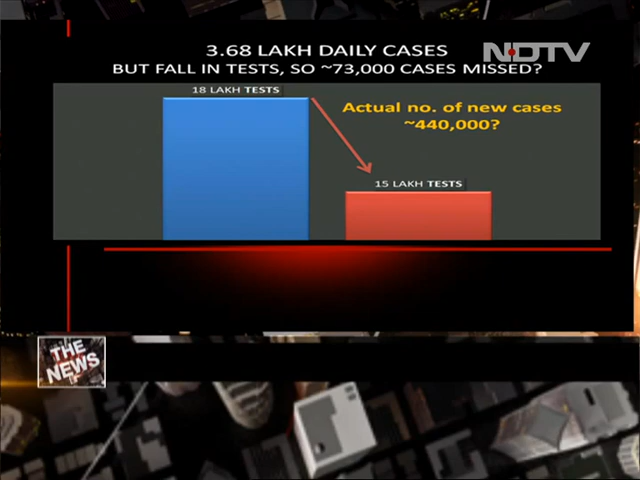 3.68 LAKH DAILY CASES
NDTV
BUT FALL IN TESTS, SO ~73,000 CASES MISSED?
18 LAKH TESTS
Actual no. of new cases
~440,000?
15 LAKH TESTS
THE
NEWS